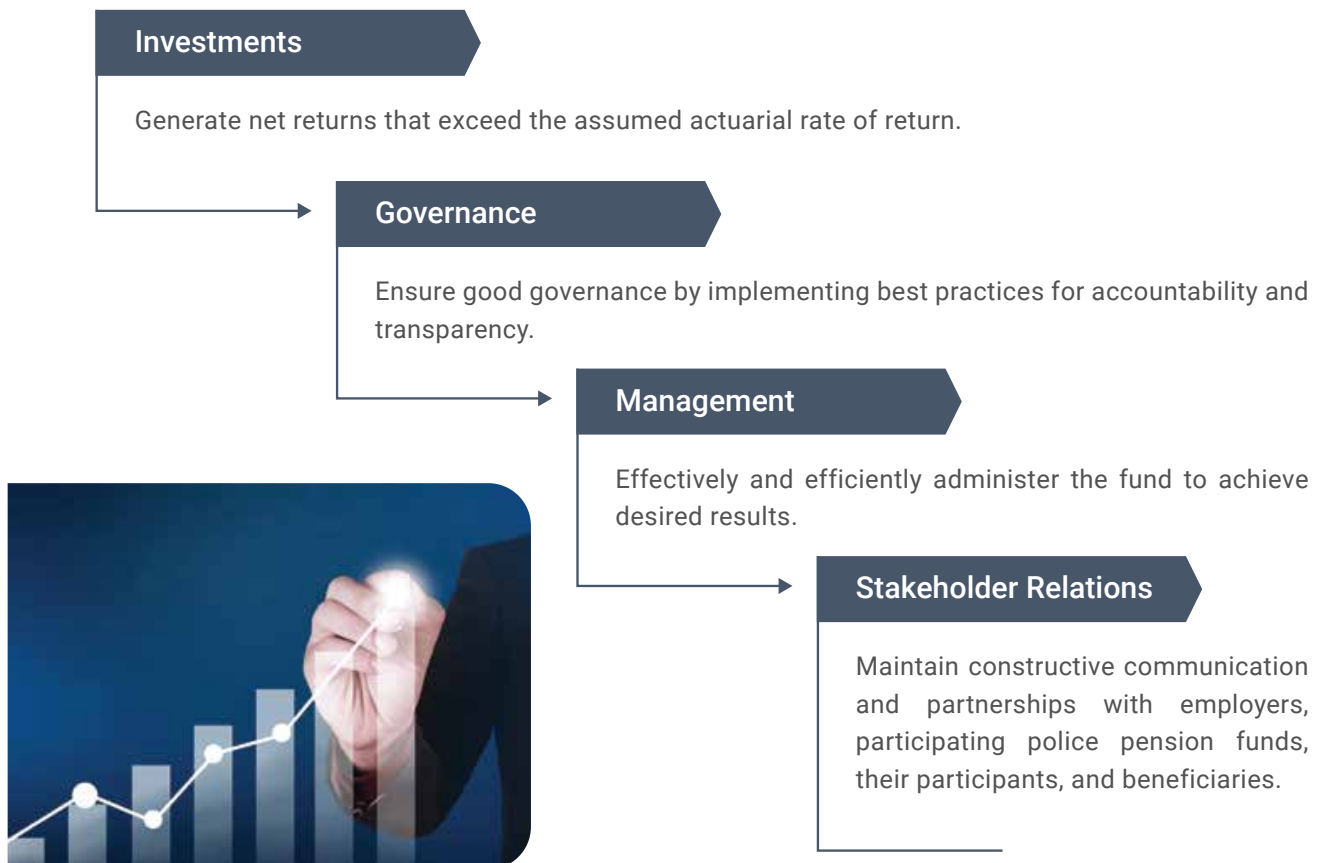 Investments
Generate net returns that exceed the assumed actuarial rate of return.
Governance
Ensure good governance by implementing best practices for accountability and
transparency.
Management
Effectively and efficiently administer the fund to achieve
desired results.
Stakeholder Relations
Maintain constructive communication
and partnerships with employers,
participating police pension funds,
their participants, and beneficiaries.